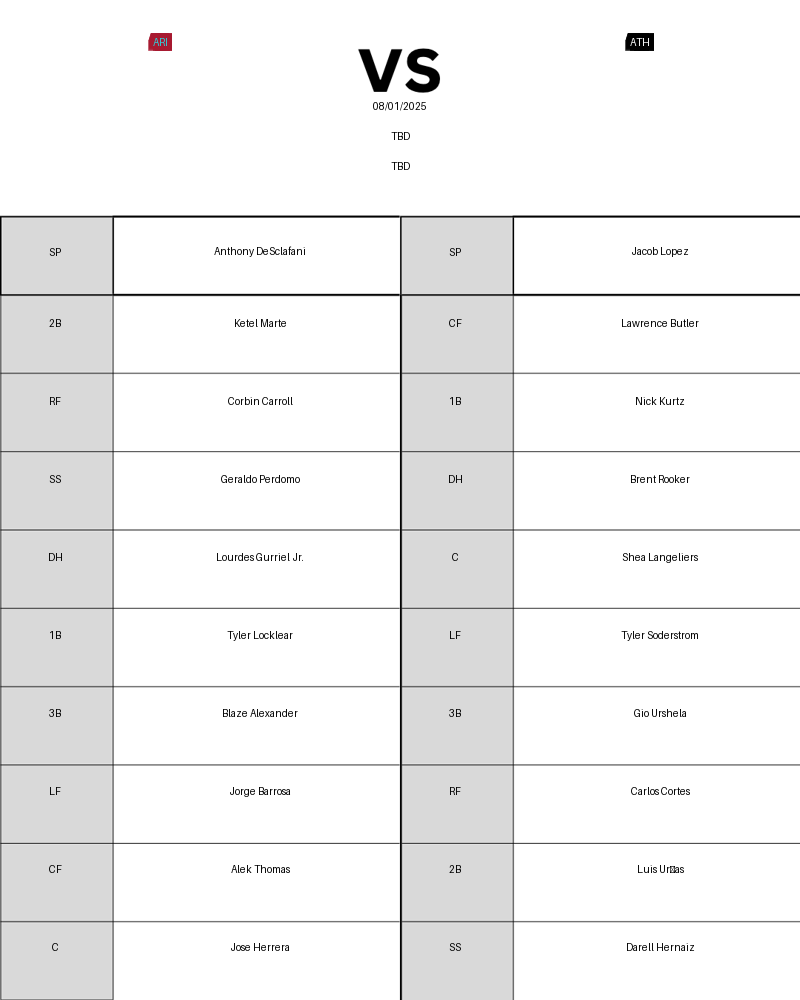 ARI
ATH
VS
08/01/2025
TBD
TBD
SP Anthony DeSclafani SP Jacob Lopez
2B Ketel Marte CF Lawrence Butler
RF Corbin Carroll 1B Nick Kurtz
SS Geraldo Perdomo DH Brent Rooker
DH Lourdes Gurriel Jr. C Shea Langeliers
1B Tyler Locklear LF Tyler Soderstrom
3B Blaze Alexander 3B Gio Urshela
LF Jorge Barrosa RF Carlos Cortes
CF Alek Thomas 2B Luis
C Jose Herrera SS Darell Hernaiz